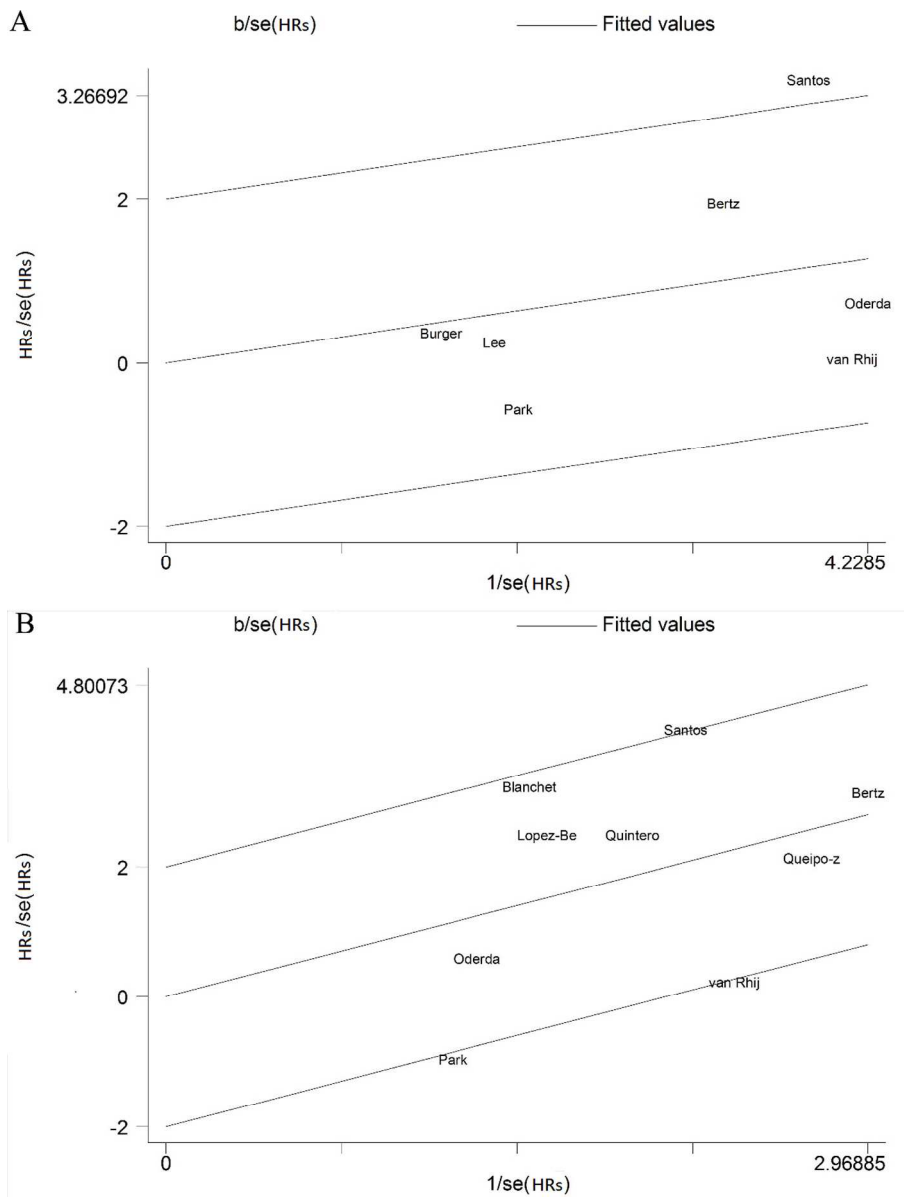 A
b/se(HRs) Fitted values
3.26692
Santos
2
Bertz
HRs/se(HRs)
Oderda
Burger
Lee
0
van Rhij
Park
-2
0 4.2285
1/se(HRs)
B
b/se(HRs) Fitted values
4.80073
Santos
Blanchet
Bertz
Lopez-Be Quintero
2
Queipo-z
HRs/se(HRs)
Oderda
0
van Rhij
Park
-2
0 2.96885
1/se(HRs)